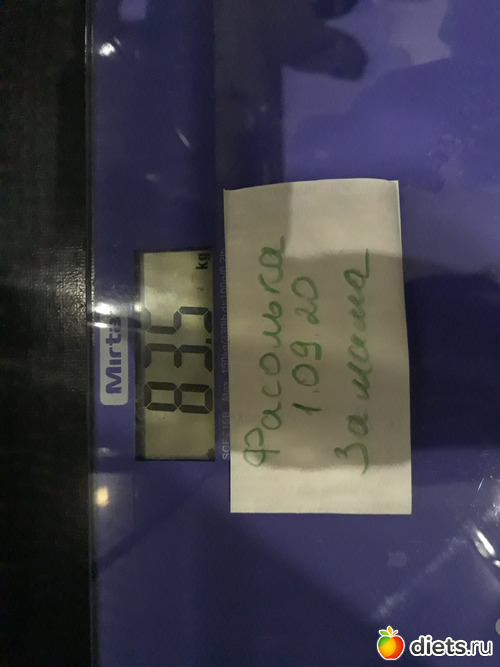 Mirta
83.5 kg
Фасолька
1.09.20
diets.ru